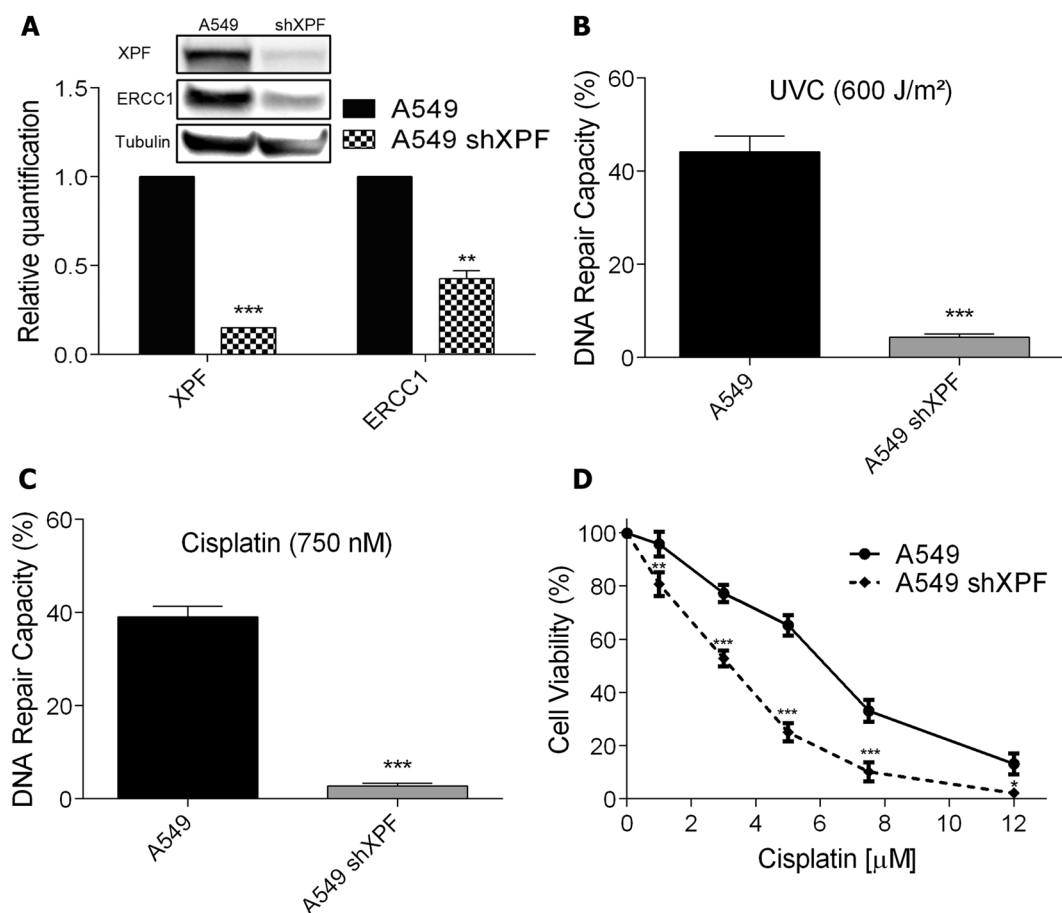 A
A549 shXPF
XPF
ERCC1
Tubulin
A549
A549 shXPF
Relative quantification
1.5
1.0
0.5
0.0
***
**
XPF
ERCC1
B
UVC (600 J/m²)
DNA Repair Capacity (%)
60
40
20
0
***
A549
A549 shXPF
C
Cisplatin (750 nM)
DNA Repair Capacity (%)
60
40
20
0
***
A549
A549 shXPF
D
A549
A549 shXPF
Cell Viability (%)
100
80
60
40
20
0
**
***
***
***
*
0 2 4 6 8 10 12
Cisplatin [µM]